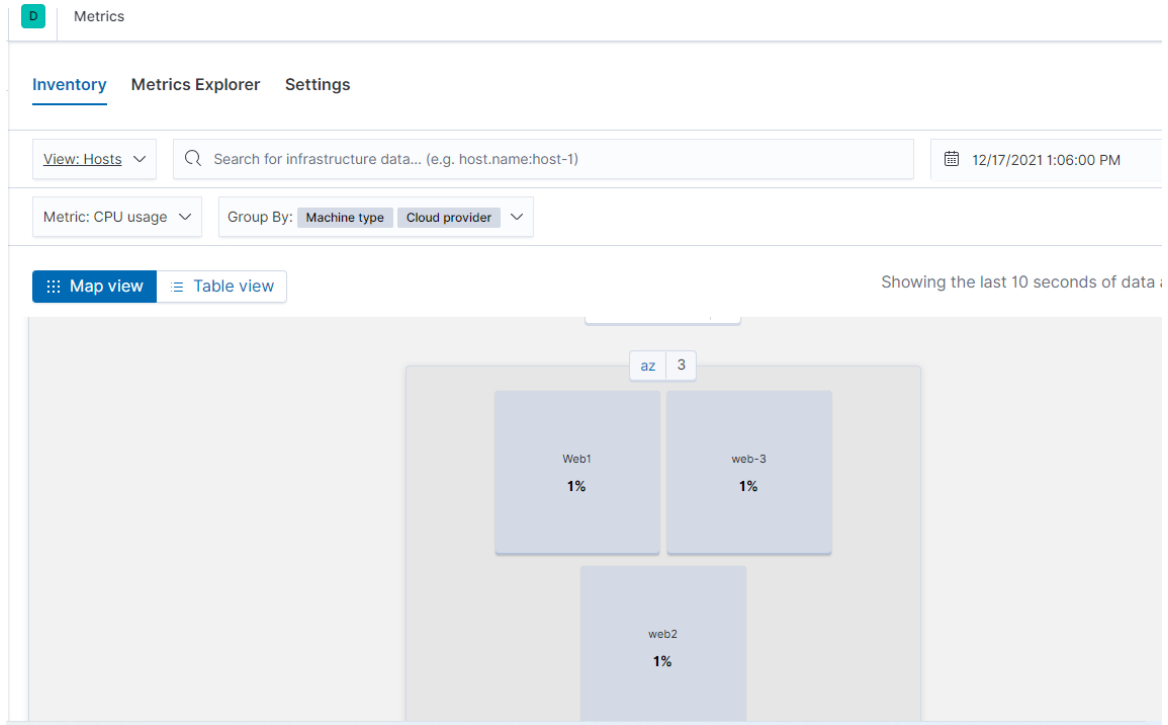 D Metrics
Inventory Metrics Explorer Settings
View: Hosts Search for infrastructure data... (e.g. host.name:host-1) 12/17/2021 1:06:00 PM
Metric: CPU usage Group By: Machine type Cloud provider
Map view Table view Showing the last 10 seconds of data
az 3
Web1 web-3
1% 1%
web2
1%